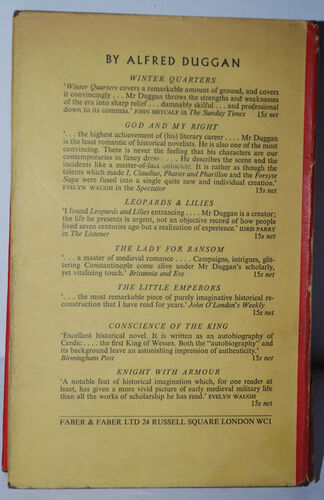 BY ALFRED DUGGAN
WINTER QUARTERS
'Winter Quarters covers a remarkable amount of ground, and covers
it convincingly . . . Mr Duggan throws the strengths and weaknesses
of the era into sharp relief . . . damnably skilful . . . and professional
down to its commas.' JOHN METCALF in The Sunday Times 15s net
GOD AND MY RIGHT
'. . . the highest achievement of (his) literary career . . . . Mr Duggan
is the least romantic of historical novelists. He is also one of the most
convincing. There is never the feeling that his characters are our
contemporaries in fancy dress . . . . He describes the scene and the
incidents like a matter-of-fact onlooker. It is rather as though the
talents which made I, Claudius, Pharos and Pharillon and the Forsyte
Saga were fused into a single quite new and individual creation.'
EVELYN WAUGH in the Spectator 15s net
LEOPARDS & LILIES
'I found Leopards and Lilies entrancing . . . . Mr Duggan is a creator;
the life he presents is urgent, not an objective record of how people
lived seven centuries ago but a realization of experience.' IDRIS PARRY
in The Listener 15s net
THE LADY FOR RANSOM
'. . . a master of medieval romance . . . . Campaigns, intrigues, glit-
tering Constantinople come alive under Mr Duggan's scholarly,
yet vitalizing touch.' Britannia and Eve 15s net
THE LITTLE EMPERORS
'. . . the most remarkable piece of purely imaginative historical re-
construction that I have read for years.' John O'London's Weekly
15s net
CONSCIENCE OF THE KING
'Excellent historical novel. It is written as an autobiography of
Cerdic . . . . the first King of Wessex. Both the "autobiography" and
its background leave an astonishing impression of authenticity.'
Birmingham Post 15s net
KNIGHT WITH ARMOUR
'A notable feat of historical imagination which, for one reader at
least, has given a more vivid picture of early medieval military life
than all the works of scholarship he has read.' EVELYN WAUGH
15s net
FABER & FABER LTD 24 RUSSELL SQUARE LONDON WC1